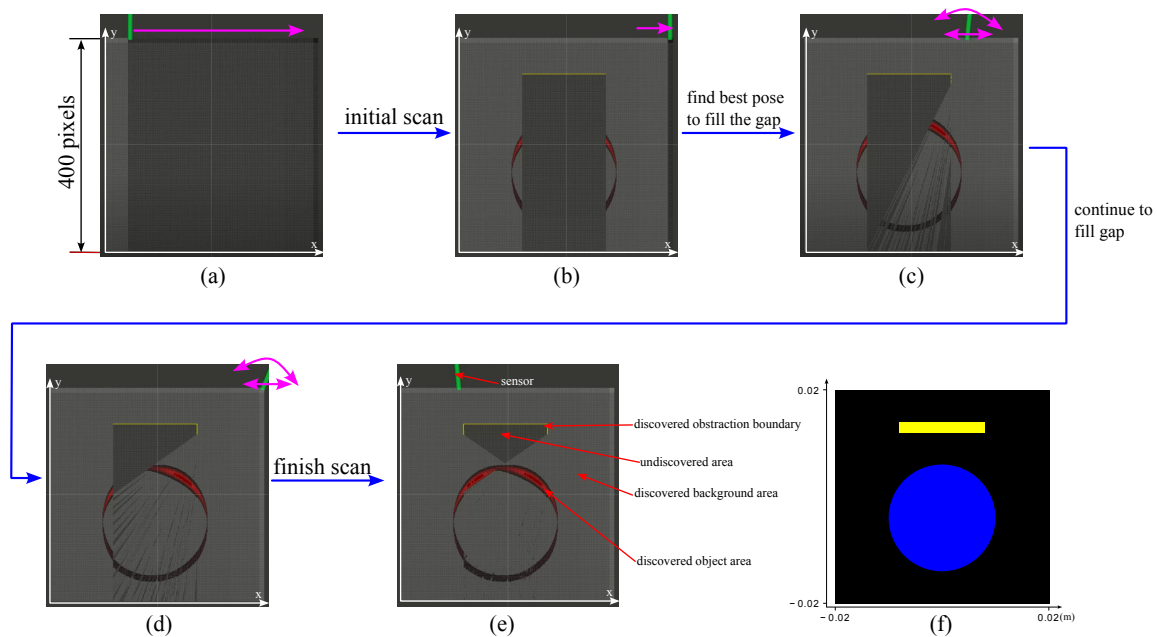 y
400 pixels
x
(a)
initial scan
y
x
(b)
find best pose
to fill the gap
y
x
(c)
continue to
fill gap
y
x
(d)
finish scan
y
sensor
discovered obstraction boundary
undiscovered area
discovered background area
discovered object area
x
(e)
0.02
−0.02
−0.02
0.02(m)
(f)